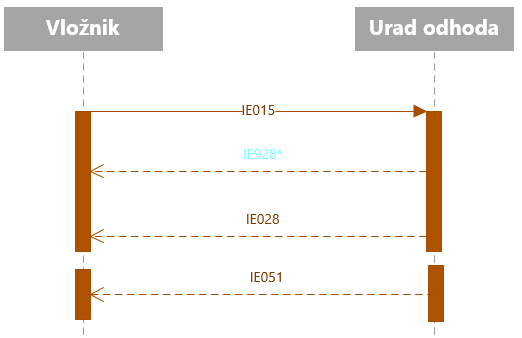 Vložnik
Urad odhoda
IE015
IE928*
IE028
IE051